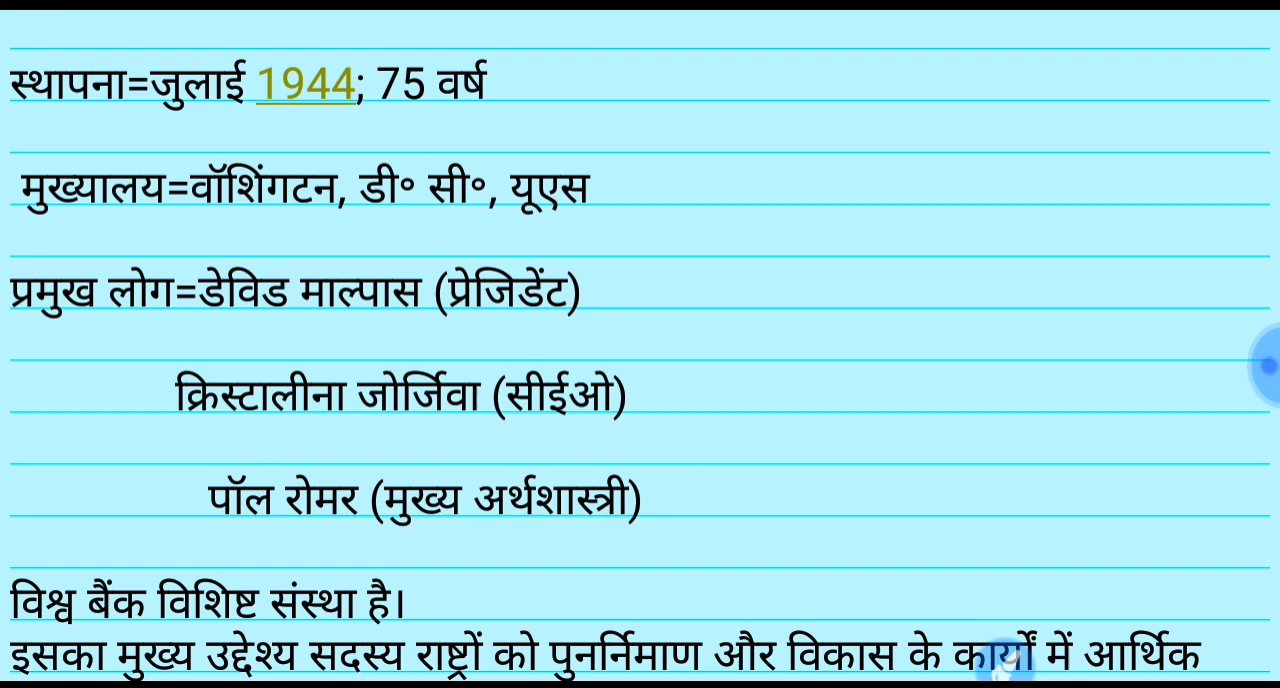 स्थापना=जुलाई 1944; 75 वर्ष
मुख्यालय=वॉशिंगटन, डी॰ सी॰, यूएस
प्रमुख लोग=डेविड माल्पास (प्रेजिडेंट)
क्रिस्टालीना जोर्जिवा (सीईओ)
पॉल रोमर (मुख्य अर्थशास्त्री)
विश्व बैंक विशिष्ट संस्था है।
इसका मुख्य उद्देश्य सदस्य राष्ट्रों को पुनर्निमाण और विकास के कार्यों में आर्थिक